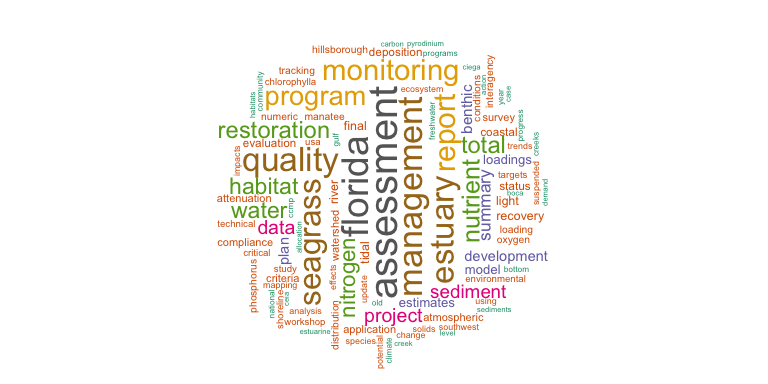 carbon pyrodinium
hillsborough deposition programs
tracking monitoring ciega
chlorophylla ecosystem
habitats community program
numeric manatee final
restoration
evaluation usa gulf
impacts quality
habitat
attenuation
water
ccmp
technical data allocation
compliance plan
critical
phosphorus study
criteria
mapping
national shoreline cera analysis
workshop
estuarine
seagrass
river
watershed
effects
distribution
nitrogen
florida
tidal
update
assessment
old
management
freshwater
report
estuary
benthic
conditions action interagency
year case
survey
coastal
progress
total trends creeks
loadings
nutrient summary
targets
status suspended
boca demand
light
recovery
loading
oxygen
development
model bottom
environmental
sediment
estimates using
sediments
project atmospheric
application solids southwest
level
species change
creek
potential climate